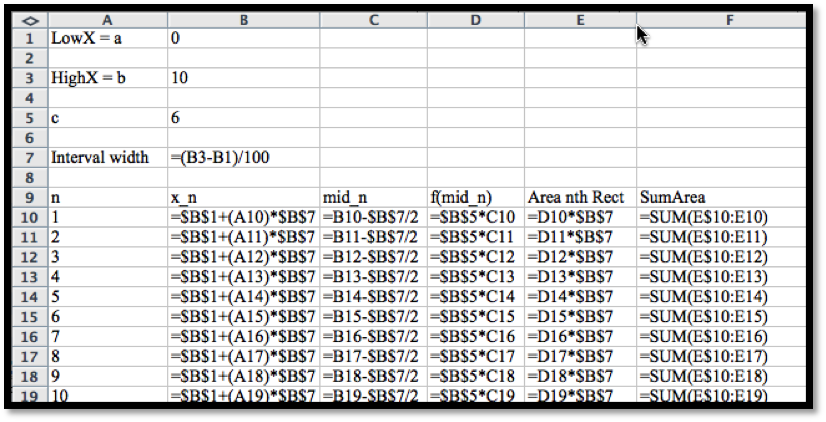 A B C D E F
1 LowX = a 0
2
3 HighX = b 10
4
5 c 6
6
7 Interval width =(B3-B1)/100
8
9 n x_n mid_n f(mid_n) Area nth Rect SumArea
10 1 =$B$1+(A10)*$B$7 =B10-$B$7/2 =$B$5*C10 =D10*$B$7 =SUM(E$10:E10)
11 2 =$B$1+(A11)*$B$7 =B11-$B$7/2 =$B$5*C11 =D11*$B$7 =SUM(E$10:E11)
12 3 =$B$1+(A12)*$B$7 =B12-$B$7/2 =$B$5*C12 =D12*$B$7 =SUM(E$10:E12)
13 4 =$B$1+(A13)*$B$7 =B13-$B$7/2 =$B$5*C13 =D13*$B$7 =SUM(E$10:E13)
14 5 =$B$1+(A14)*$B$7 =B14-$B$7/2 =$B$5*C14 =D14*$B$7 =SUM(E$10:E14)
15 6 =$B$1+(A15)*$B$7 =B15-$B$7/2 =$B$5*C15 =D15*$B$7 =SUM(E$10:E15)
16 7 =$B$1+(A16)*$B$7 =B16-$B$7/2 =$B$5*C16 =D16*$B$7 =SUM(E$10:E16)
17 8 =$B$1+(A17)*$B$7 =B17-$B$7/2 =$B$5*C17 =D17*$B$7 =SUM(E$10:E17)
18 9 =$B$1+(A18)*$B$7 =B18-$B$7/2 =$B$5*C18 =D18*$B$7 =SUM(E$10:E18)
19 10 =$B$1+(A19)*$B$7 =B19-$B$7/2 =$B$5*C19 =D19*$B$7 =SUM(E$10:E19)